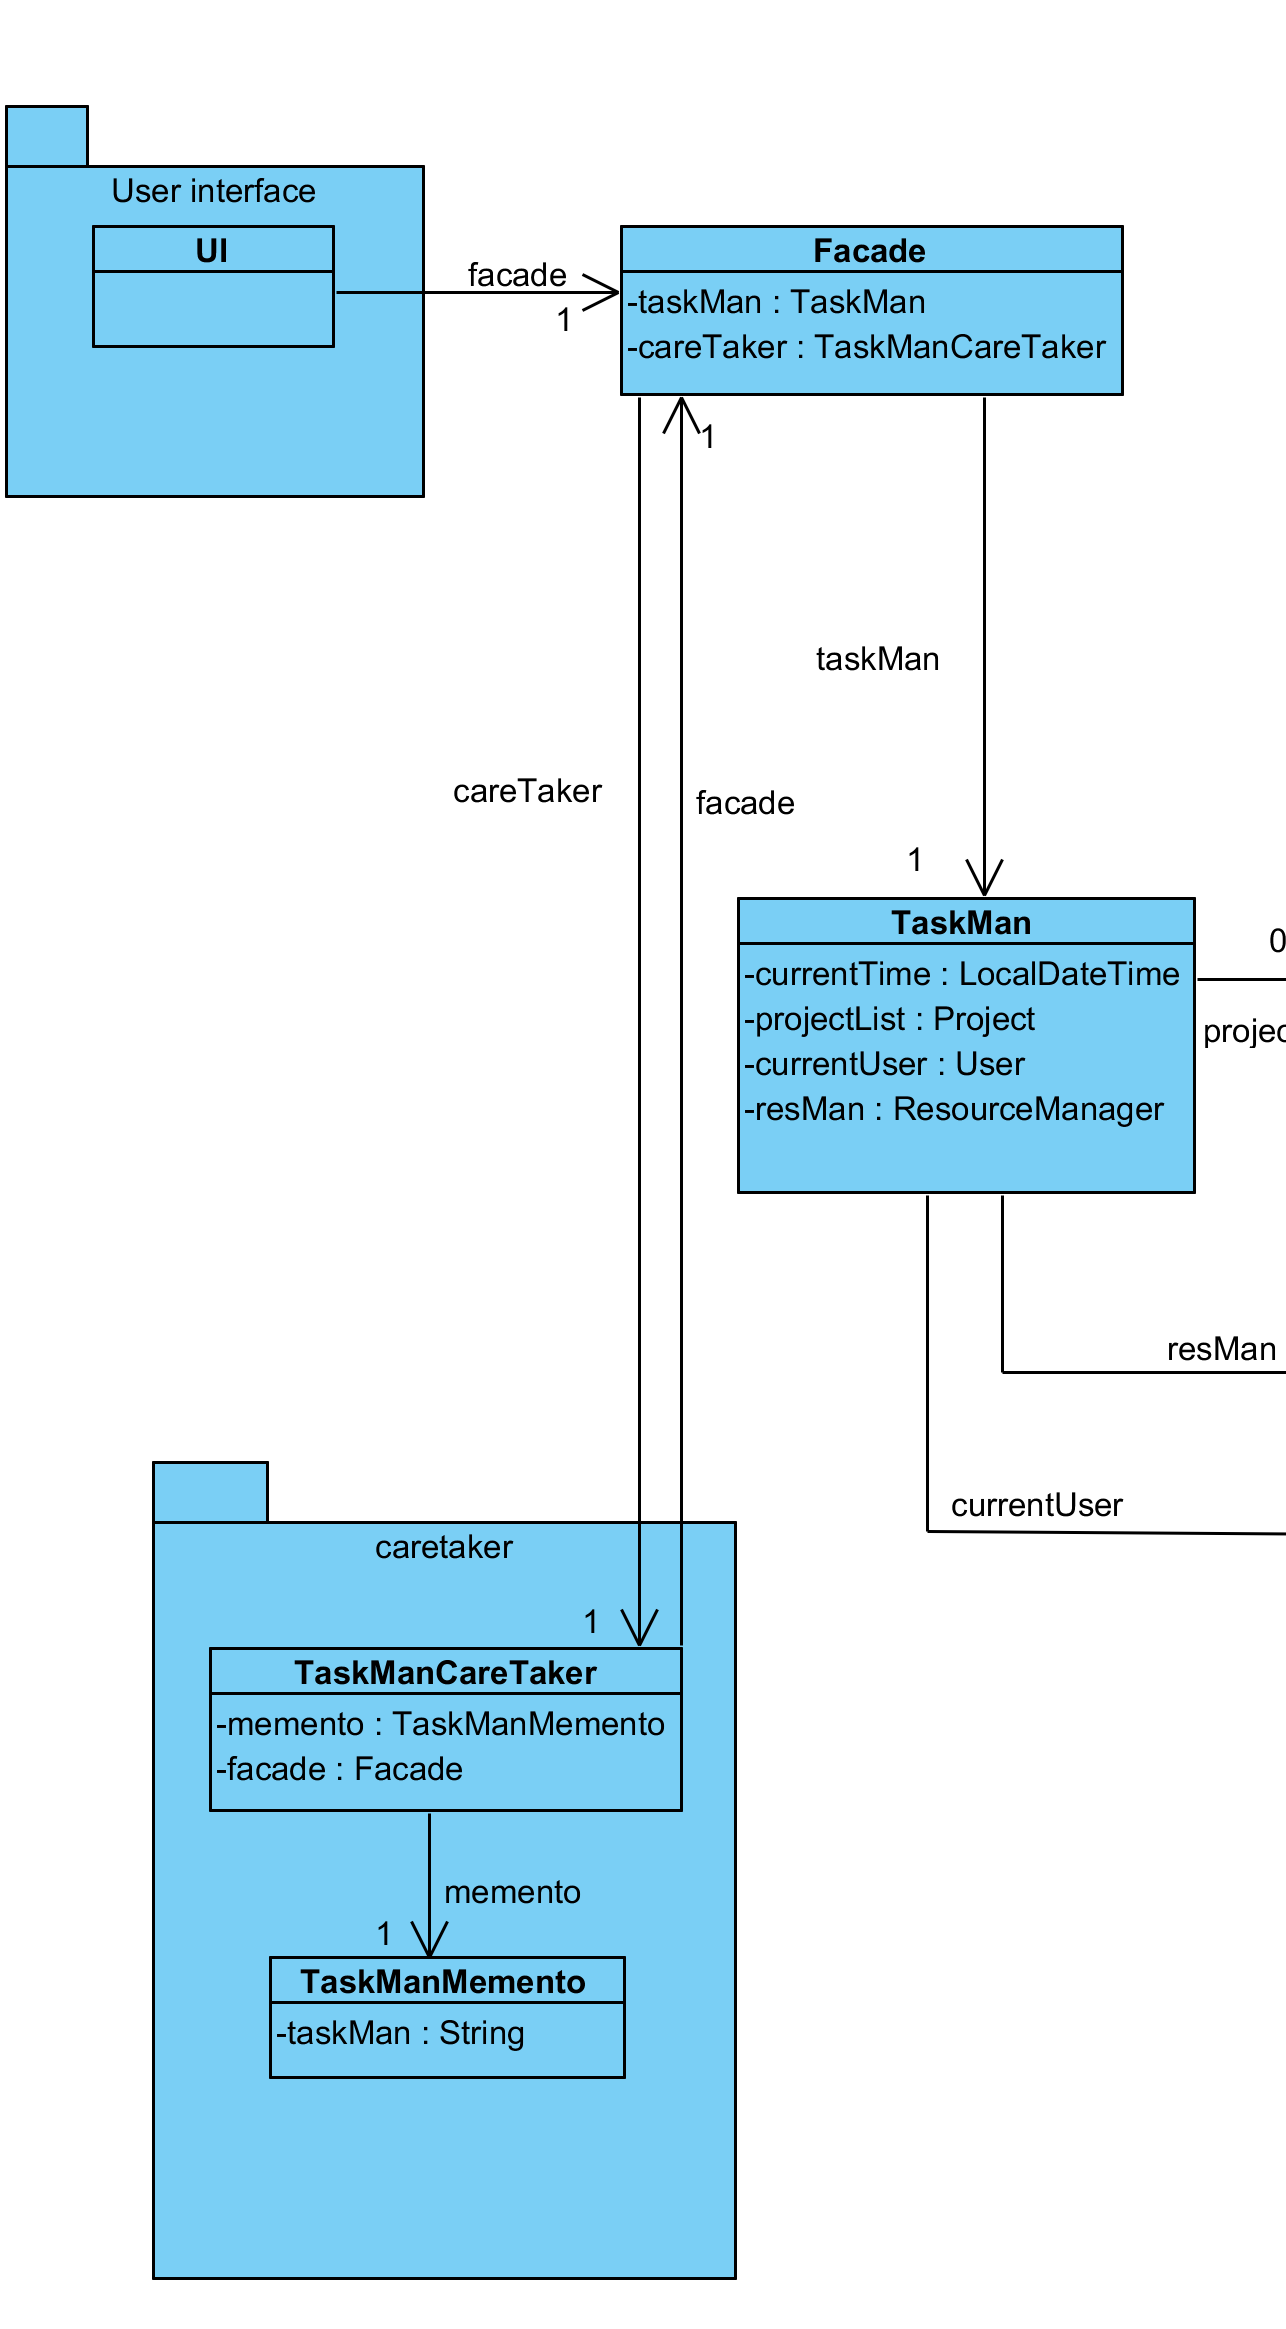 User interface
UI
facade
1
Facade
-taskMan : TaskMan
-careTaker : TaskManCareTaker
1
taskMan
careTaker
facade
1
TaskMan
-currentTime : LocalDateTime
-projectList : Project
-currentUser : User
-resMan : ResourceManager
0
projec
resMan
currentUser
caretaker
1
TaskManCareTaker
-memento : TaskManMemento
-facade : Facade
memento
1
TaskManMemento
-taskMan : String